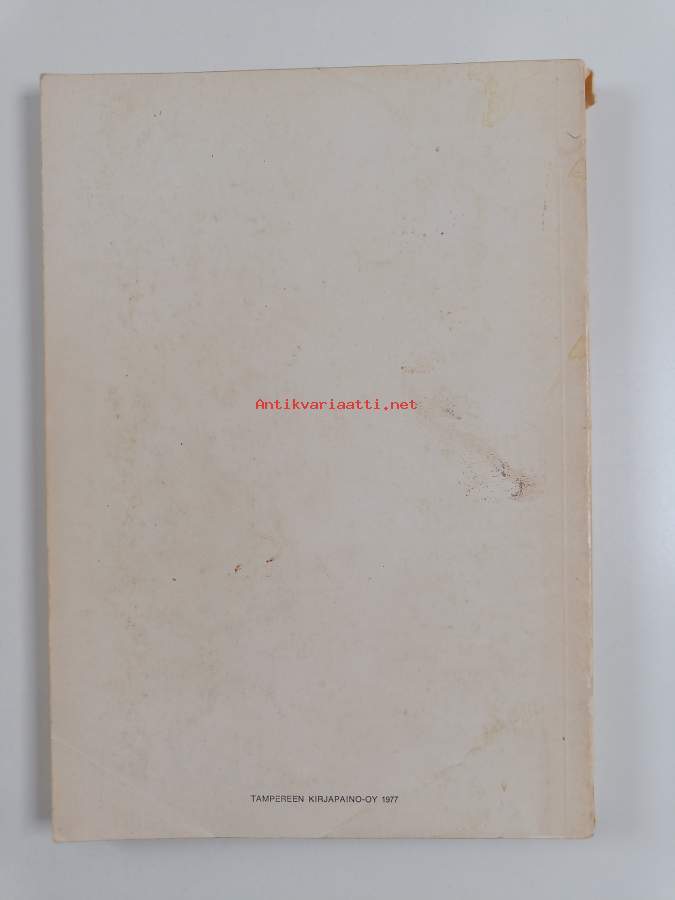 Antikvariaatti.net
TAMPEREEN KIRJAPAINO-OY 1977